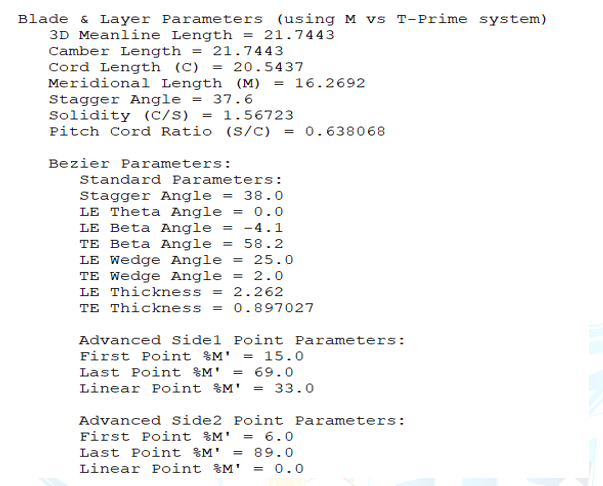 Blade & Layer Parameters (using M vs T-Prime system)
3D Meanline Length = 21.7443
Camber Length = 21.7443
Cord Length (C) = 20.5437
Meridional Length (M) = 16.2692
Stagger Angle = 37.6
Solidity (C/S) = 1.56723
Pitch Cord Ratio (S/C) = 0.638068
Bezier Parameters:
Standard Parameters:
Stagger Angle = 38.0
LE Theta Angle = 0.0
LE Beta Angle = -4.1
TE Beta Angle = 58.2
LE Wedge Angle = 25.0
TE Wedge Angle = 2.0
LE Thickness = 2.262
TE Thickness = 0.897027
Advanced Side1 Point Parameters:
First Point %M' = 15.0
Last Point %M' = 69.0
Linear Point %M' = 33.0
Advanced Side2 Point Parameters:
First Point %M' = 6.0
Last Point %M' = 89.0
Linear Point %M' = 0.0